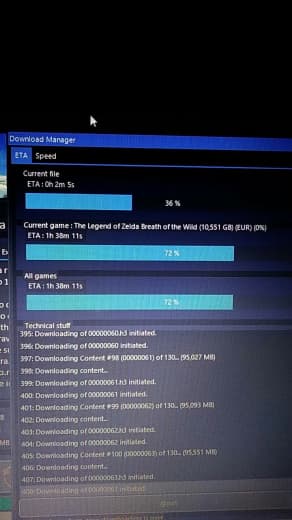 Download Manager
ETA Speed
Current file
ETA : 0h 2m 5s
36 %
Current game : The Legend of Zelda Breath of the Wild (10,551 GB) (EUR) (0%)
ETA : 1h 38m 11s
72 %
All games
ETA : 1h 38m 11s
72 %
Technical stuff
395: Downloading of 00000060.h3 initiated.
396: Downloading of 00000060 initiated.
397: Downloading Content #98 (00000061) of 130... (95,027 MB)
398: Downloading content...
399: Downloading of 00000061.h3 initiated.
400: Downloading of 00000061 initiated.
401: Downloading Content #99 (00000062) of 130... (95,093 MB)
402: Downloading content...
403: Downloading of 00000062.h3 initiated.
404: Downloading of 00000062 initiated.
405: Downloading Content #100 (00000063) of 130... (95,551 MB)
406: Downloading content...
407: Downloading of 00000063.h3 initiated.
408: Downloading of 00000063 initiated.